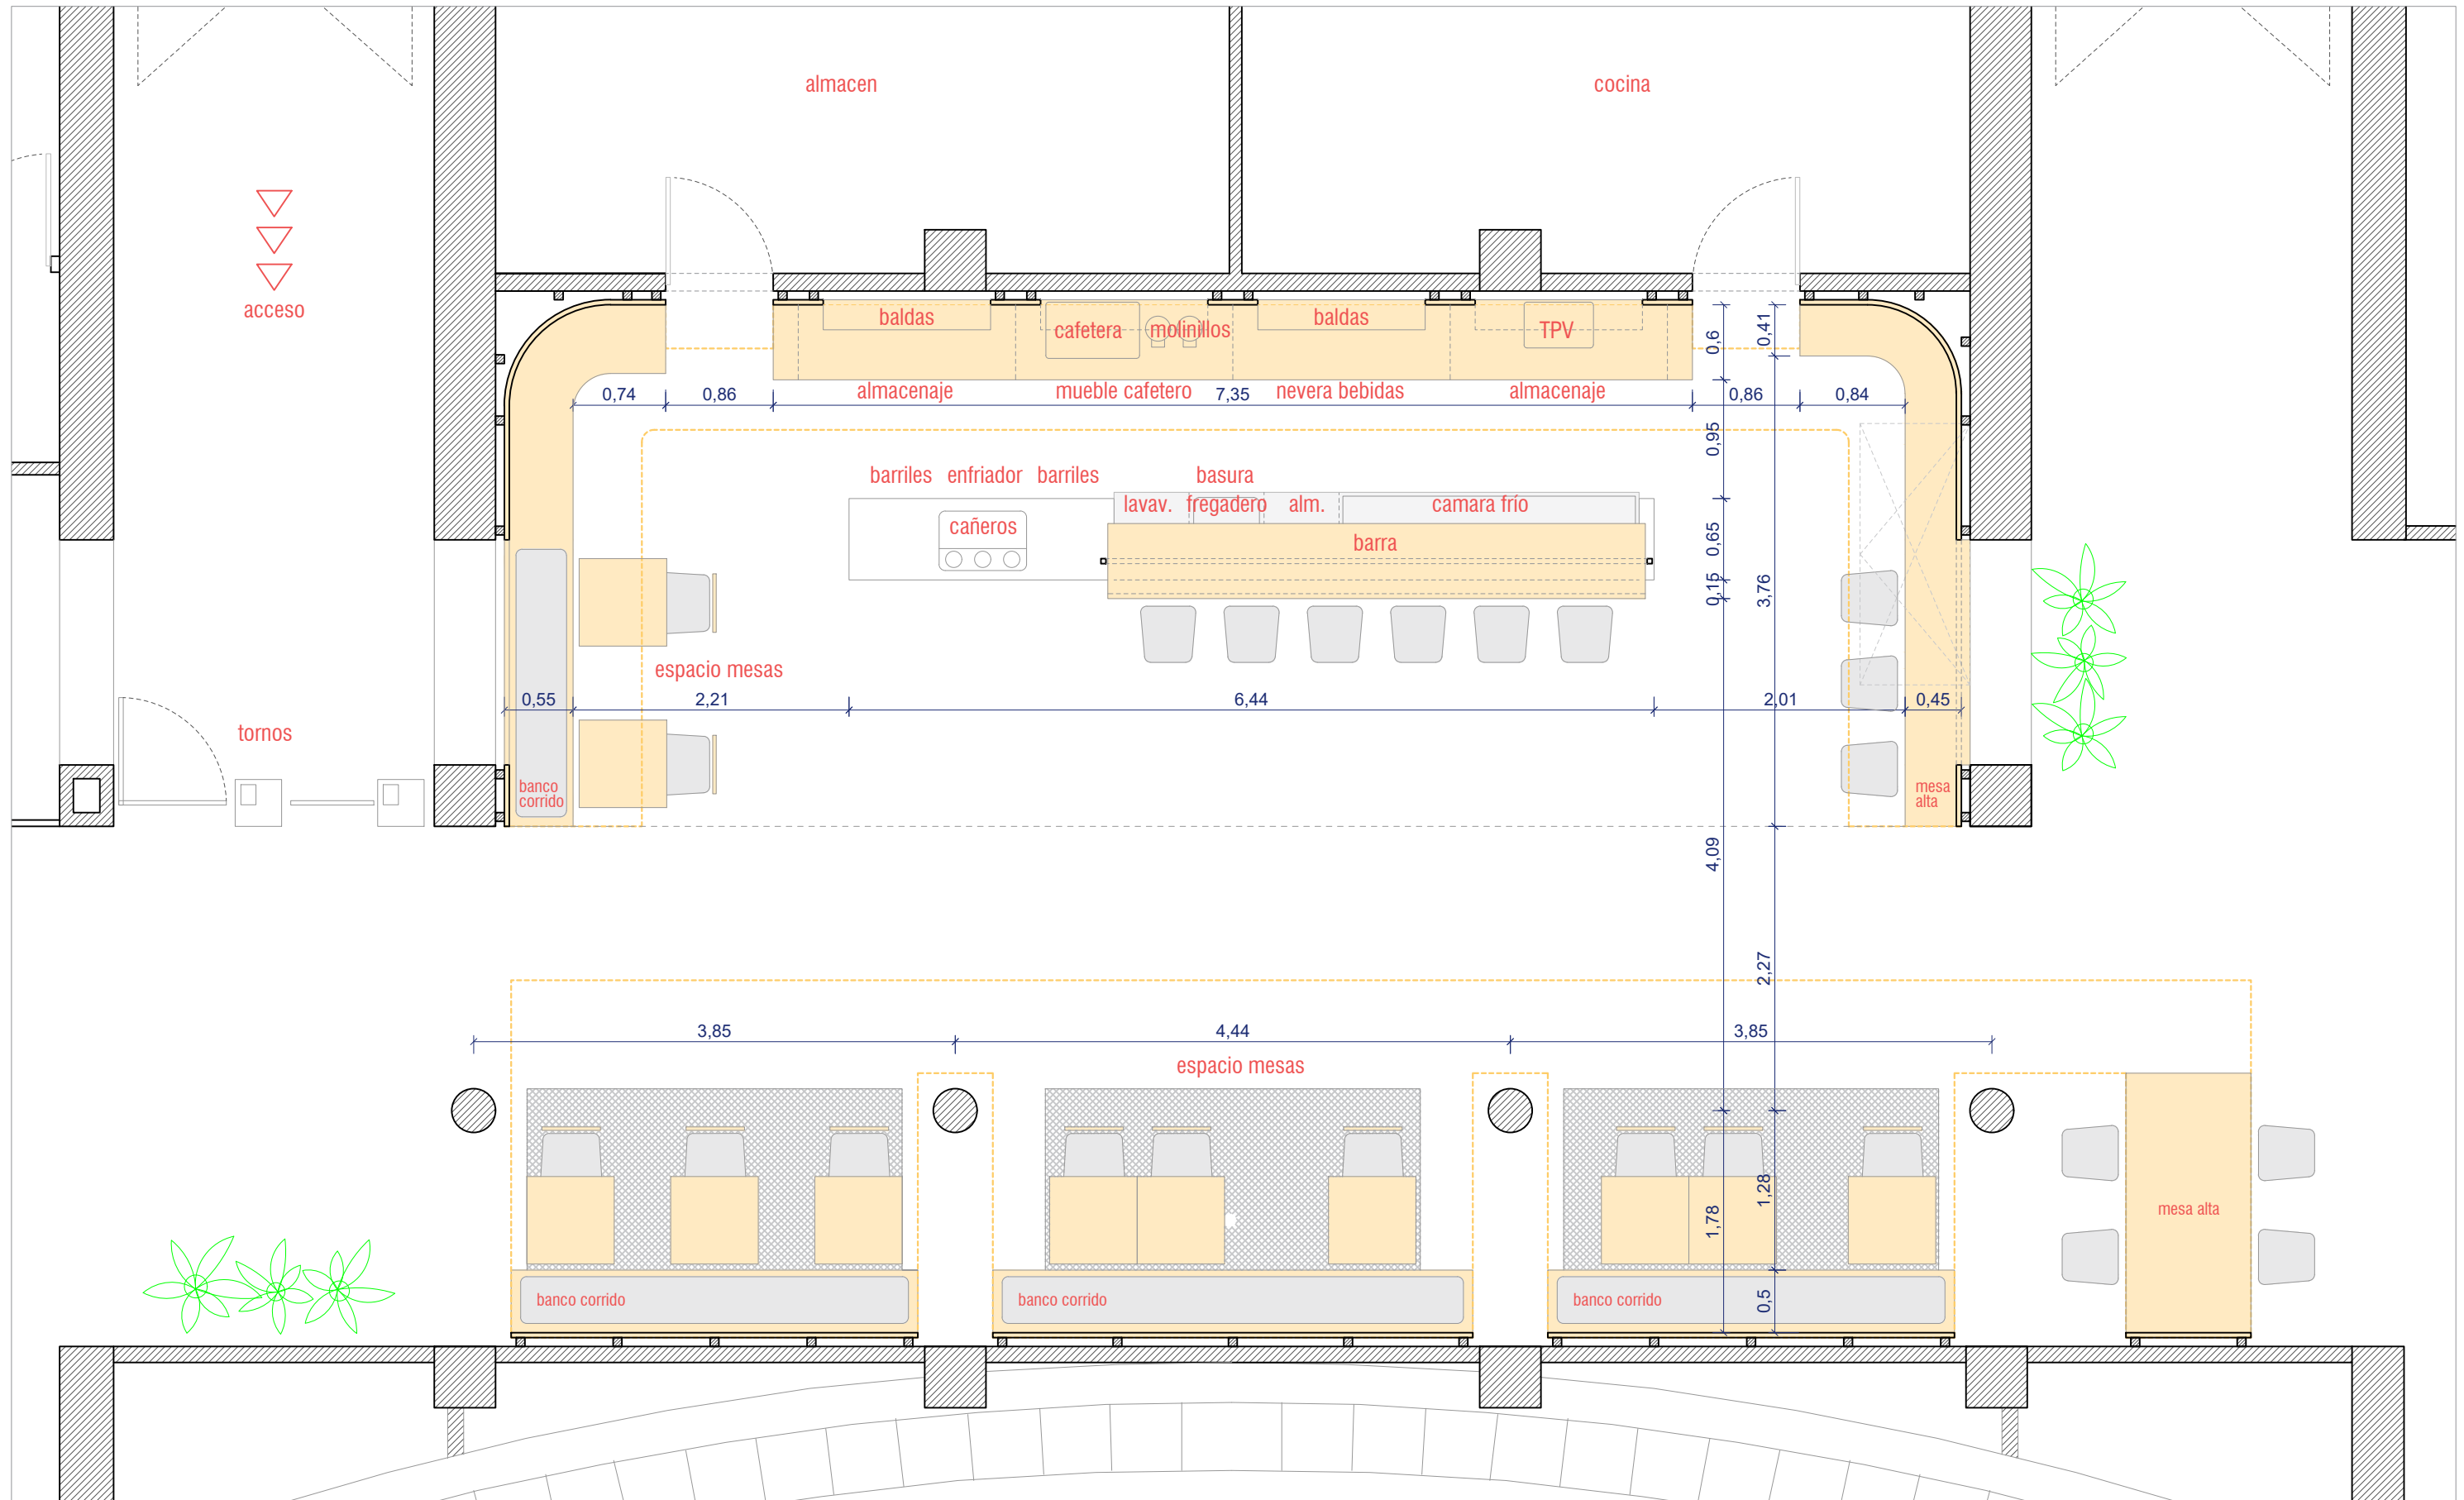 almacen
cocina
acceso
baldas
cafetera
molinillos
baldas
TPV
0,6
0,41
almacenaje
mueble cafetero
nevera bebidas
almacenaje
0,74
0,86
7,35
0,86
0,84
0,95
barriles
enfriador
barriles
basura
lavav.
fregadero
alm.
camara frío
cañeros
barra
0,65
0,15
3,76
espacio mesas
0,55
2,21
6,44
2,01
0,45
tornos
banco
corrido
mesa
alta
4,09
2,27
3,85
4,44
3,85
espacio mesas
1,78
1,28
mesa alta
banco corrido
banco corrido
banco corrido
0,5